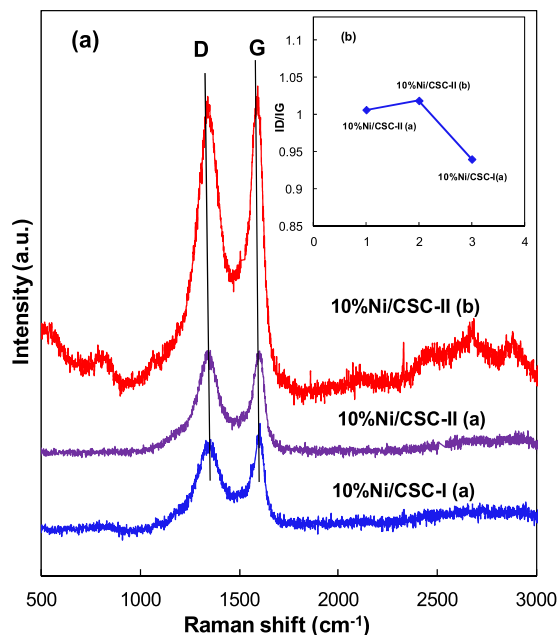 (a)
D
G
(b)
1.1
1.05
1
0.95
0.9
0.85
ID/IG
10%Ni/CSC-II (b)
10%Ni/CSC-II (a)
10%Ni/CSC-I(a)
0 1 2 3 4
Intensity (a.u.)
10%Ni/CSC-II (b)
10%Ni/CSC-II (a)
10%Ni/CSC-I (a)
500 1000 1500 2000 2500 3000
Raman shift (cm⁻¹)